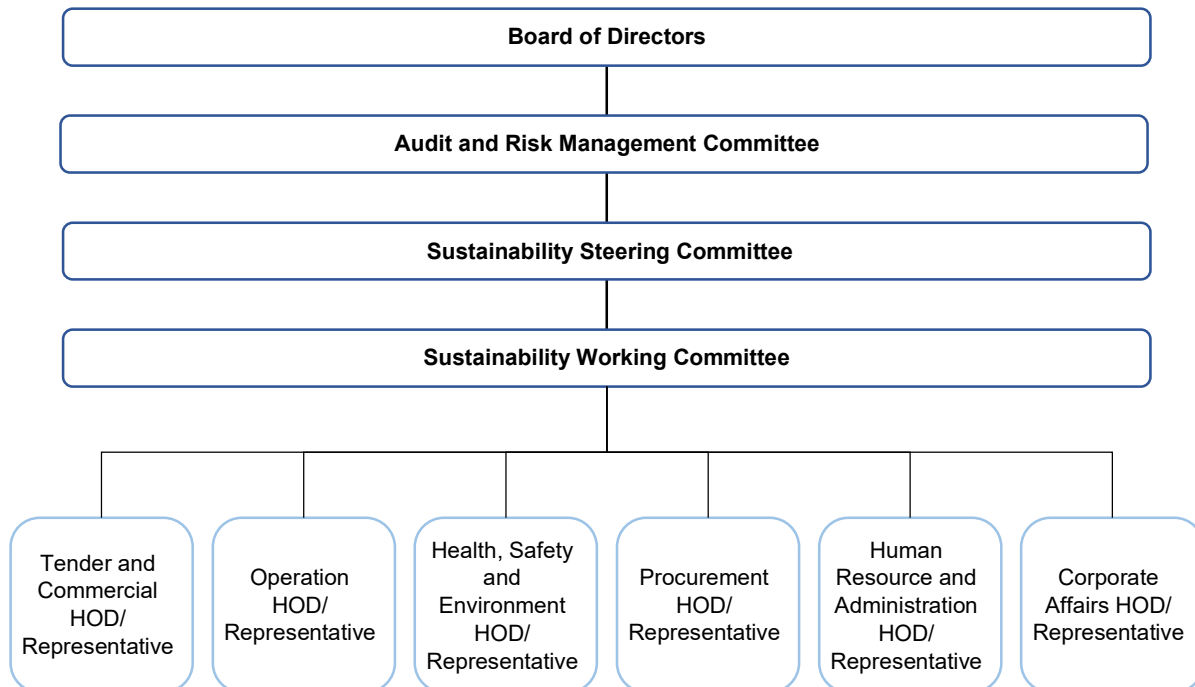 Board of Directors
Audit and Risk Management Committee
Sustainability Steering Committee
Sustainability Working Committee
Tender and
Commercial
HOD/
Representative
Operation
HOD/
Representative
Health, Safety
and
Environment
HOD/
Representative
Procurement
HOD/
Representative
Human
Resource and
Administration
HOD/
Representative
Corporate
Affairs HOD/
Representative